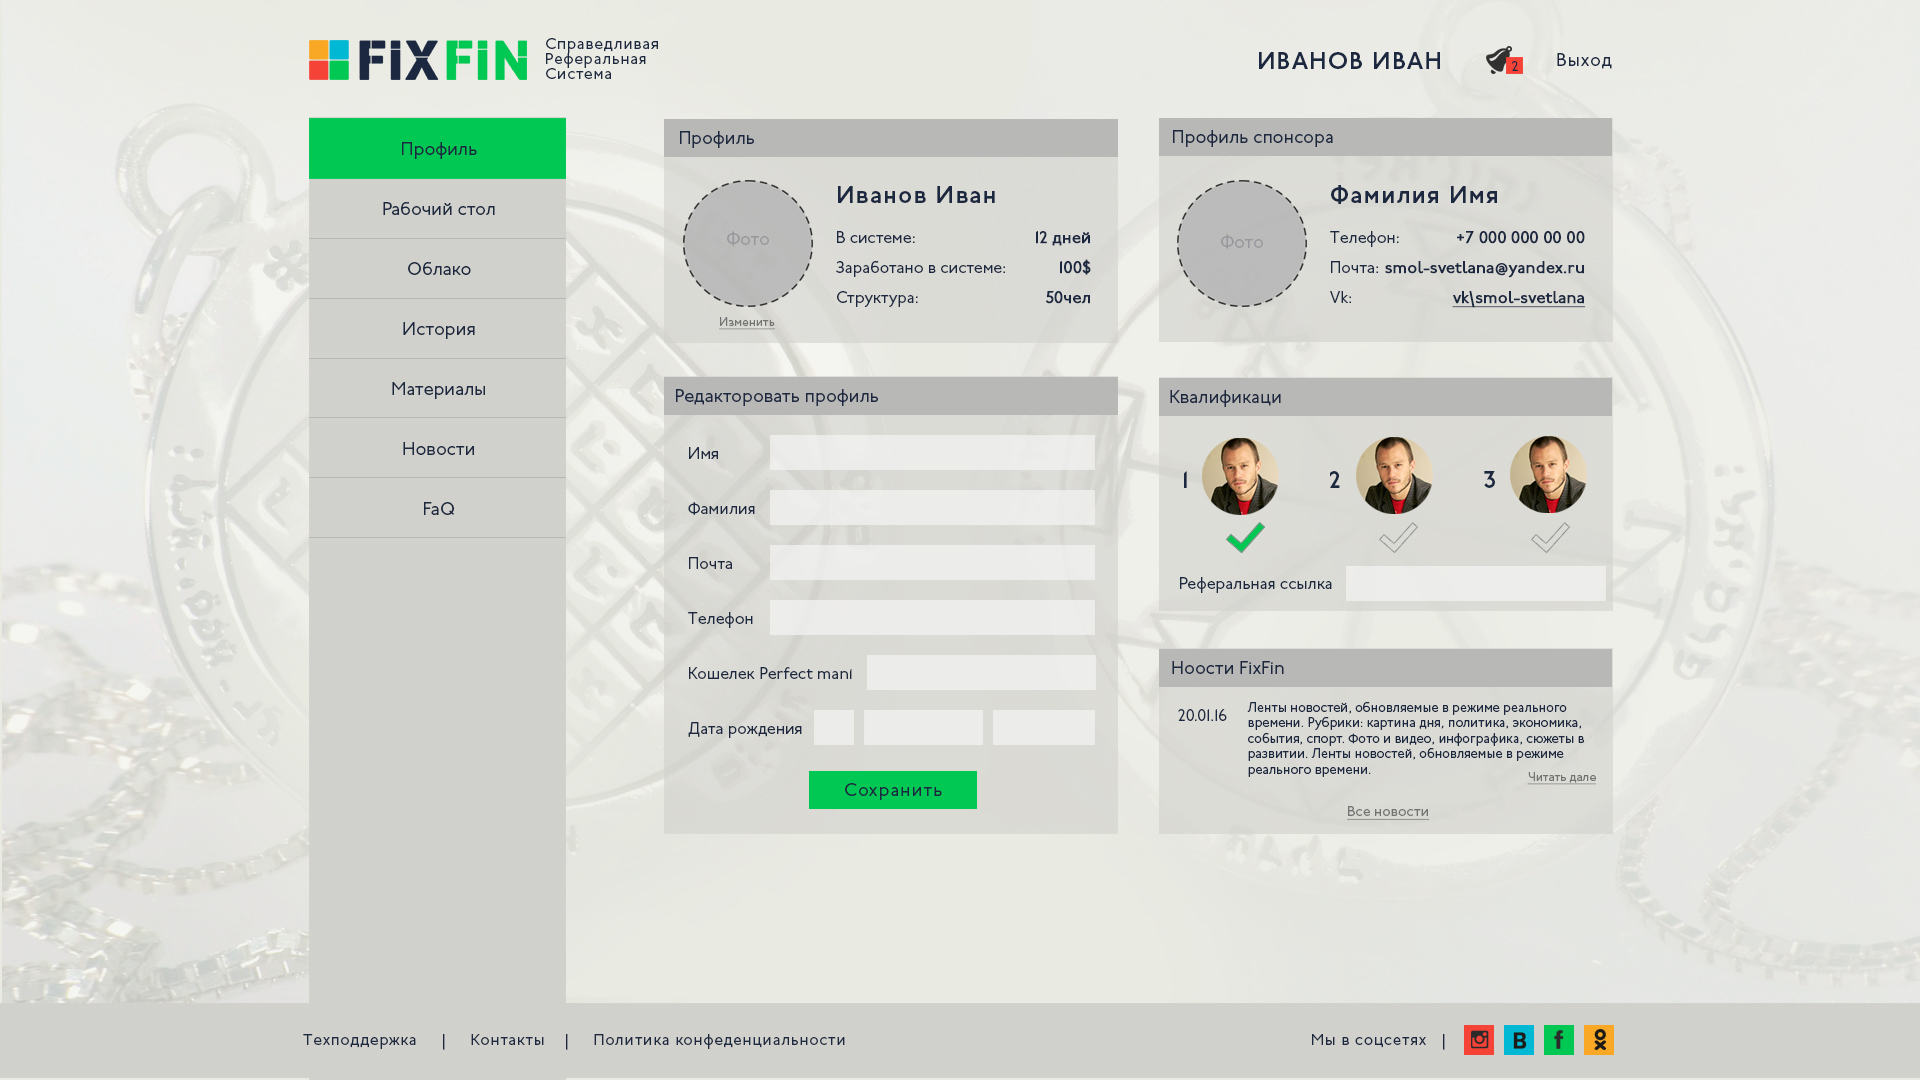 FiXFiN
Справедливая
Реферальная
Система
ИВАНОВ ИВАН
2
Выход
Профиль
Рабочий стол
Облако
История
Материалы
Новости
FaQ
Профиль
Фото
Изменить
Иванов Иван
В системе: 12 дней
Заработано в системе: 100$
Структура: 50чел
Профиль спонсора
Фото
Фамилия Имя
Телефон: +7 000 000 00 00
Почта: smol-svetlana@yandex.ru
Vk: vk\smol-svetlana
Редакторовать профиль
Имя
Фамилия
Почта
Телефон
Кошелек Perfect mani
Дата рождения
Сохранить
Квалификаци
1 2 3
Реферальная ссылка
Ноости FixFin
20.01.16
Ленты новостей, обновляемые в режиме реального
времени. Рубрики: картина дня, политика, экономика,
события, спорт. Фото и видео, инфографика, сюжеты в
развитии. Ленты новостей, обновляемые в режиме
реального времени.
Читать дале
Все новости
Техподдержка | Контакты | Политика конфеденциальности
Мы в соцсетях |